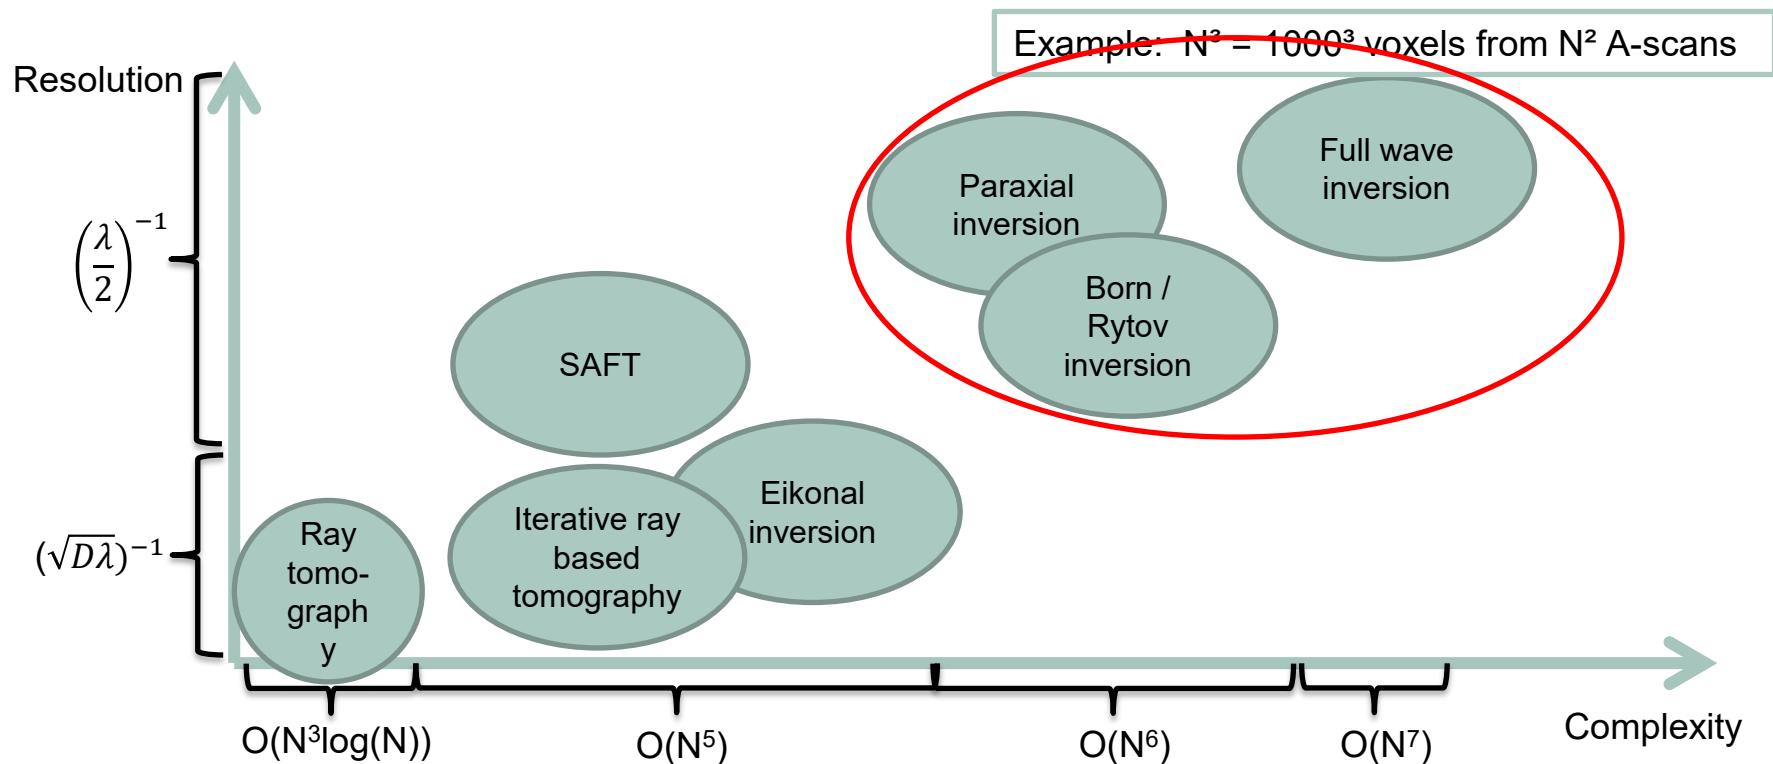 Example: N³ = 1000³ voxels from N² A-scans
Resolution
Full wave
inversion
Paraxial
inversion
(λ/2)⁻¹
Born /
Rytov
inversion
SAFT
Eikonal
inversion
Iterative ray
based
tomography
Ray
tomo-
graph
y
(√Dλ)⁻¹
Complexity
O(N³log(N))
O(N⁵)
O(N⁶)
O(N⁷)